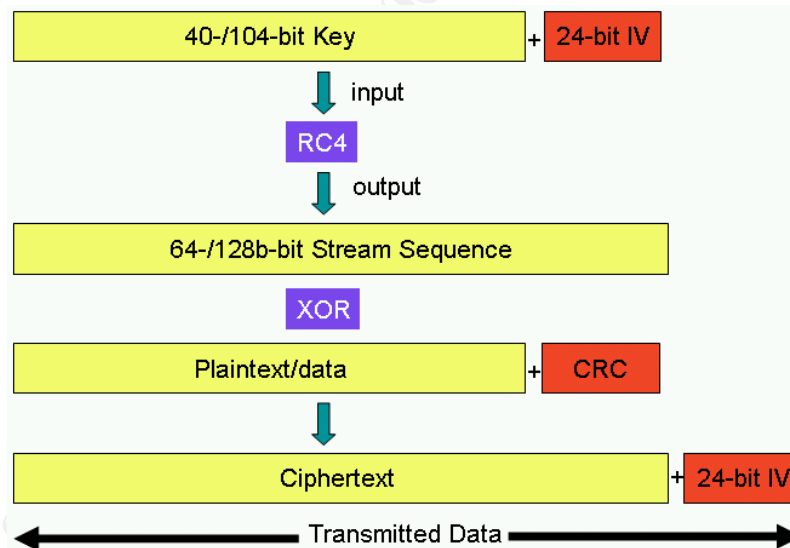 40-/104-bit Key + 24-bit IV
input
RC4
output
64-/128b-bit Stream Sequence
XOR
Plaintext/data + CRC
Ciphertext + 24-bit IV
Transmitted Data